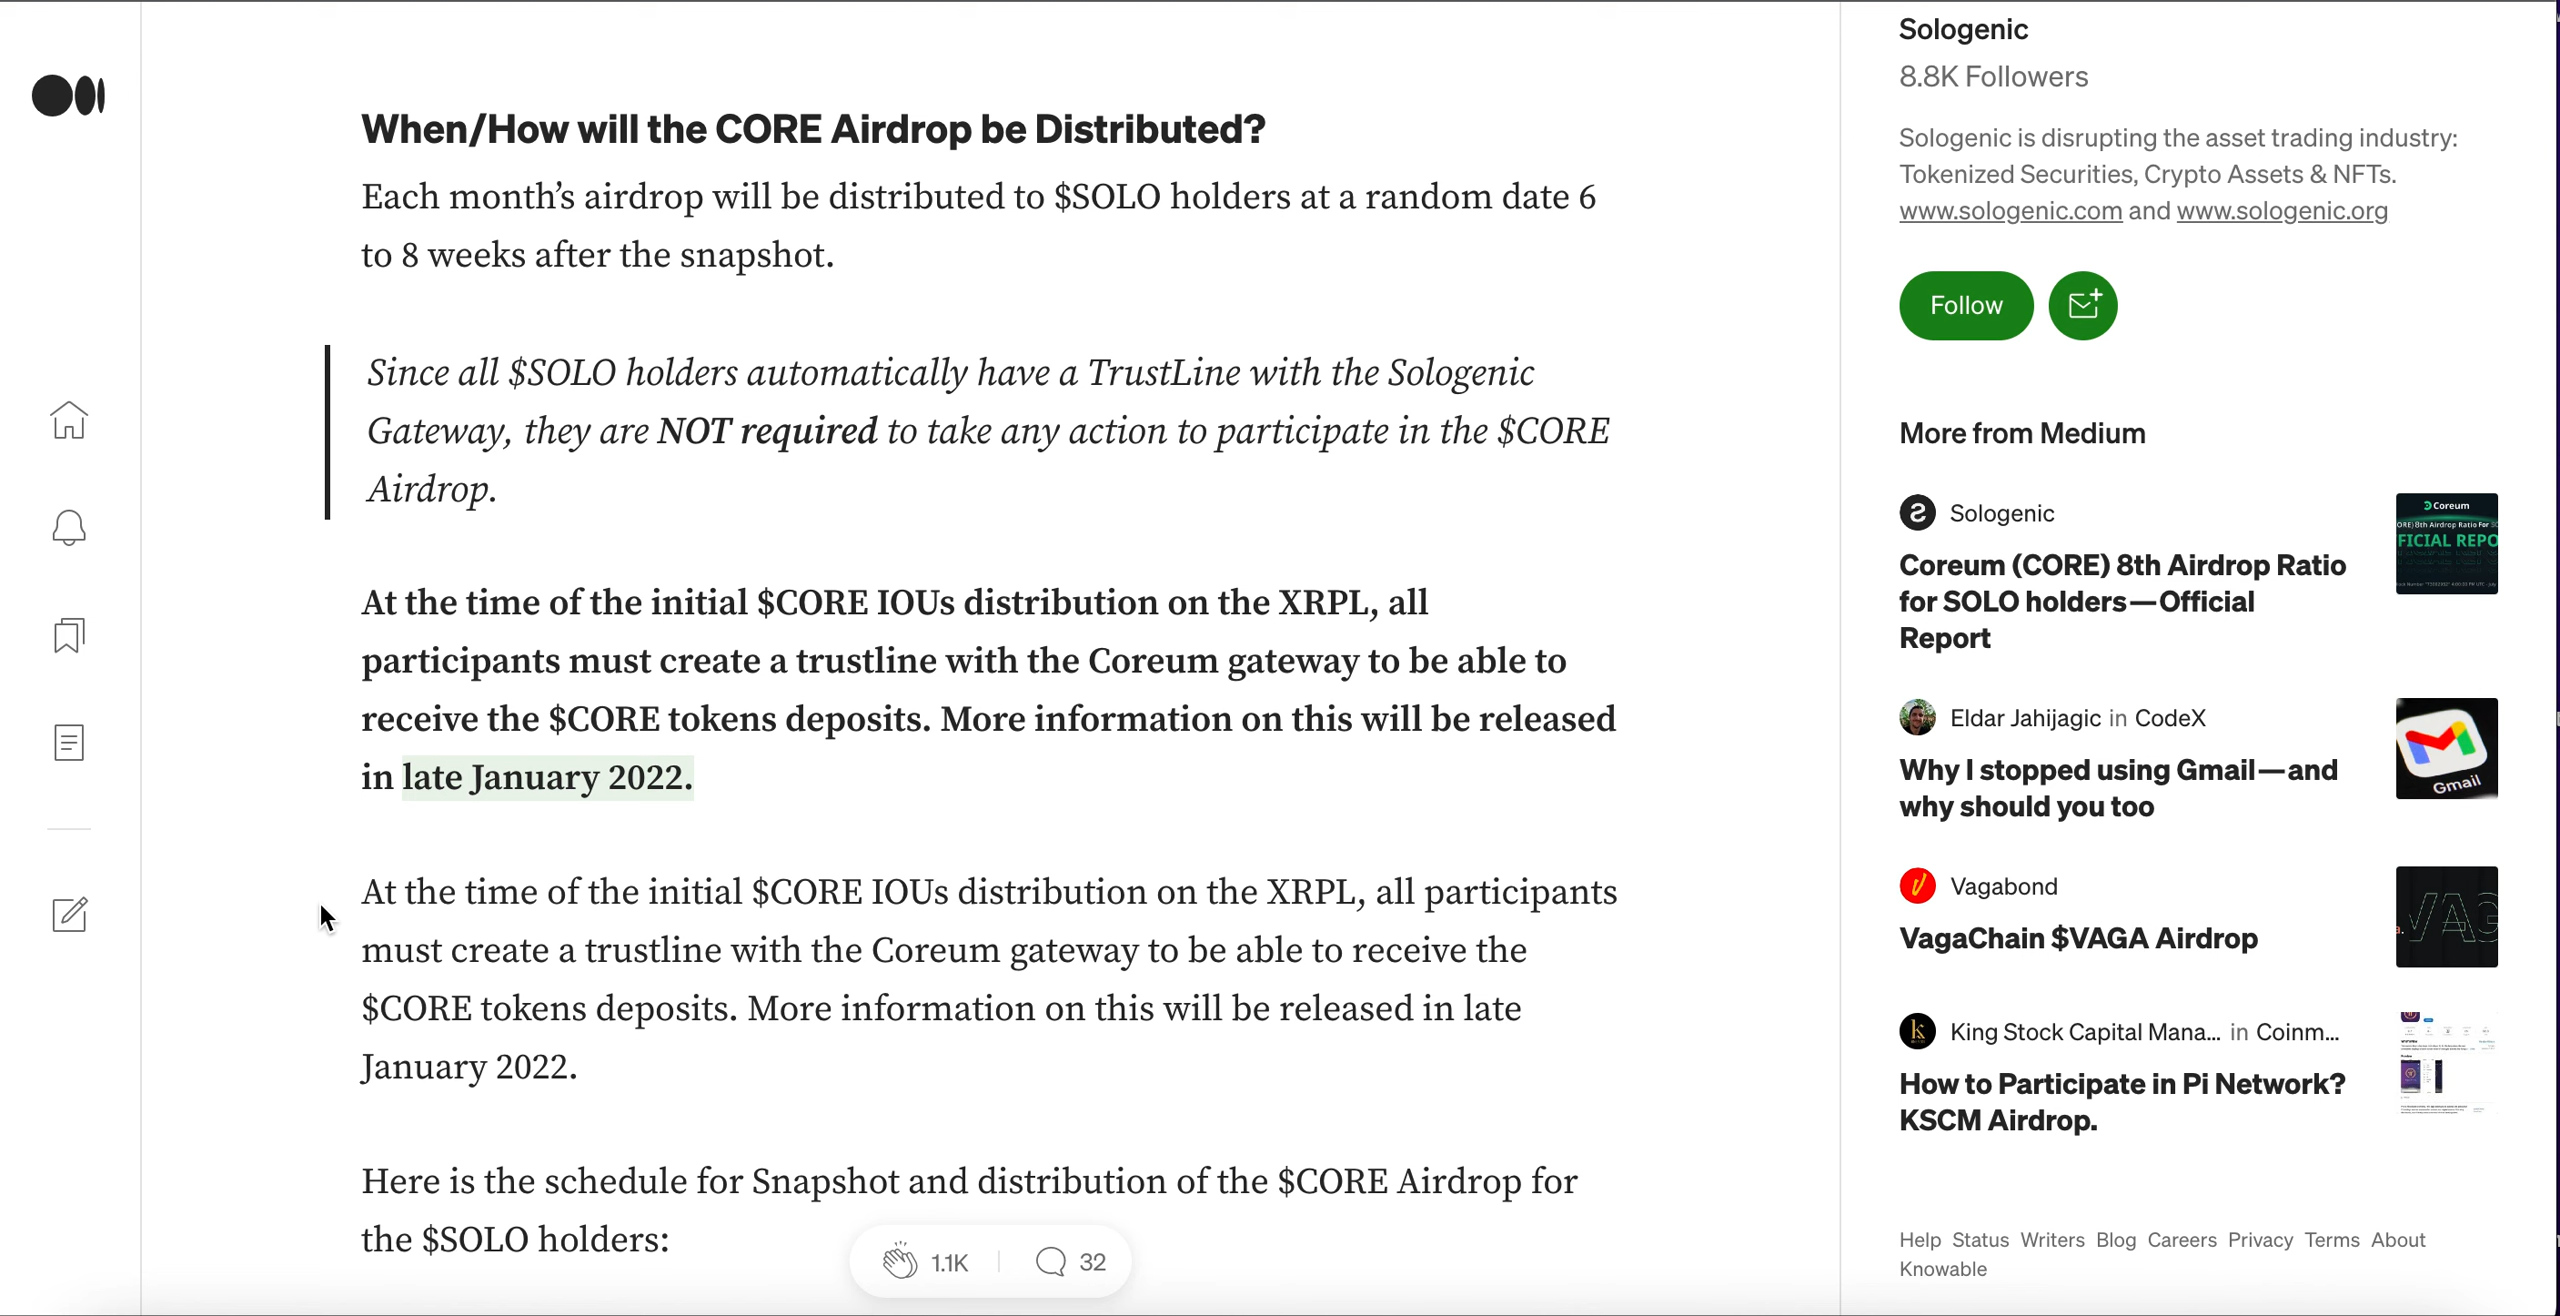 When/How will the CORE Airdrop be Distributed?
Each month’s airdrop will be distributed to $SOLO holders at a random date 6
to 8 weeks after the snapshot.
Since all $SOLO holders automatically have a TrustLine with the Sologenic
Gateway, they are NOT required to take any action to participate in the $CORE
Airdrop.
At the time of the initial $CORE IOUs distribution on the XRPL, all
participants must create a trustline with the Coreum gateway to be able to
receive the $CORE tokens deposits. More information on this will be released
in late January 2022.
At the time of the initial $CORE IOUs distribution on the XRPL, all participants
must create a trustline with the Coreum gateway to be able to receive the
$CORE tokens deposits. More information on this will be released in late
January 2022.
Here is the schedule for Snapshot and distribution of the $CORE Airdrop for
the $SOLO holders:
1.1K
32
Sologenic
8.8K Followers
Sologenic is disrupting the asset trading industry:
Tokenized Securities, Crypto Assets & NFTs.
www.sologenic.com and www.sologenic.org
Follow
More from Medium
Sologenic
Coreum (CORE) 8th Airdrop Ratio
for SOLO holders — Official
Report
Coreum
ORE) 8th Airdrop Ratio For
FICIAL REPO
Eldar Jahijagic in CodeX
Why I stopped using Gmail — and
why should you too
Gmail
Vagabond
VagaChain $VAGA Airdrop
VAG
King Stock Capital Mana... in Coinm...
How to Participate in Pi Network?
KSCM Airdrop.
Help Status Writers Blog Careers Privacy Terms About
Knowable